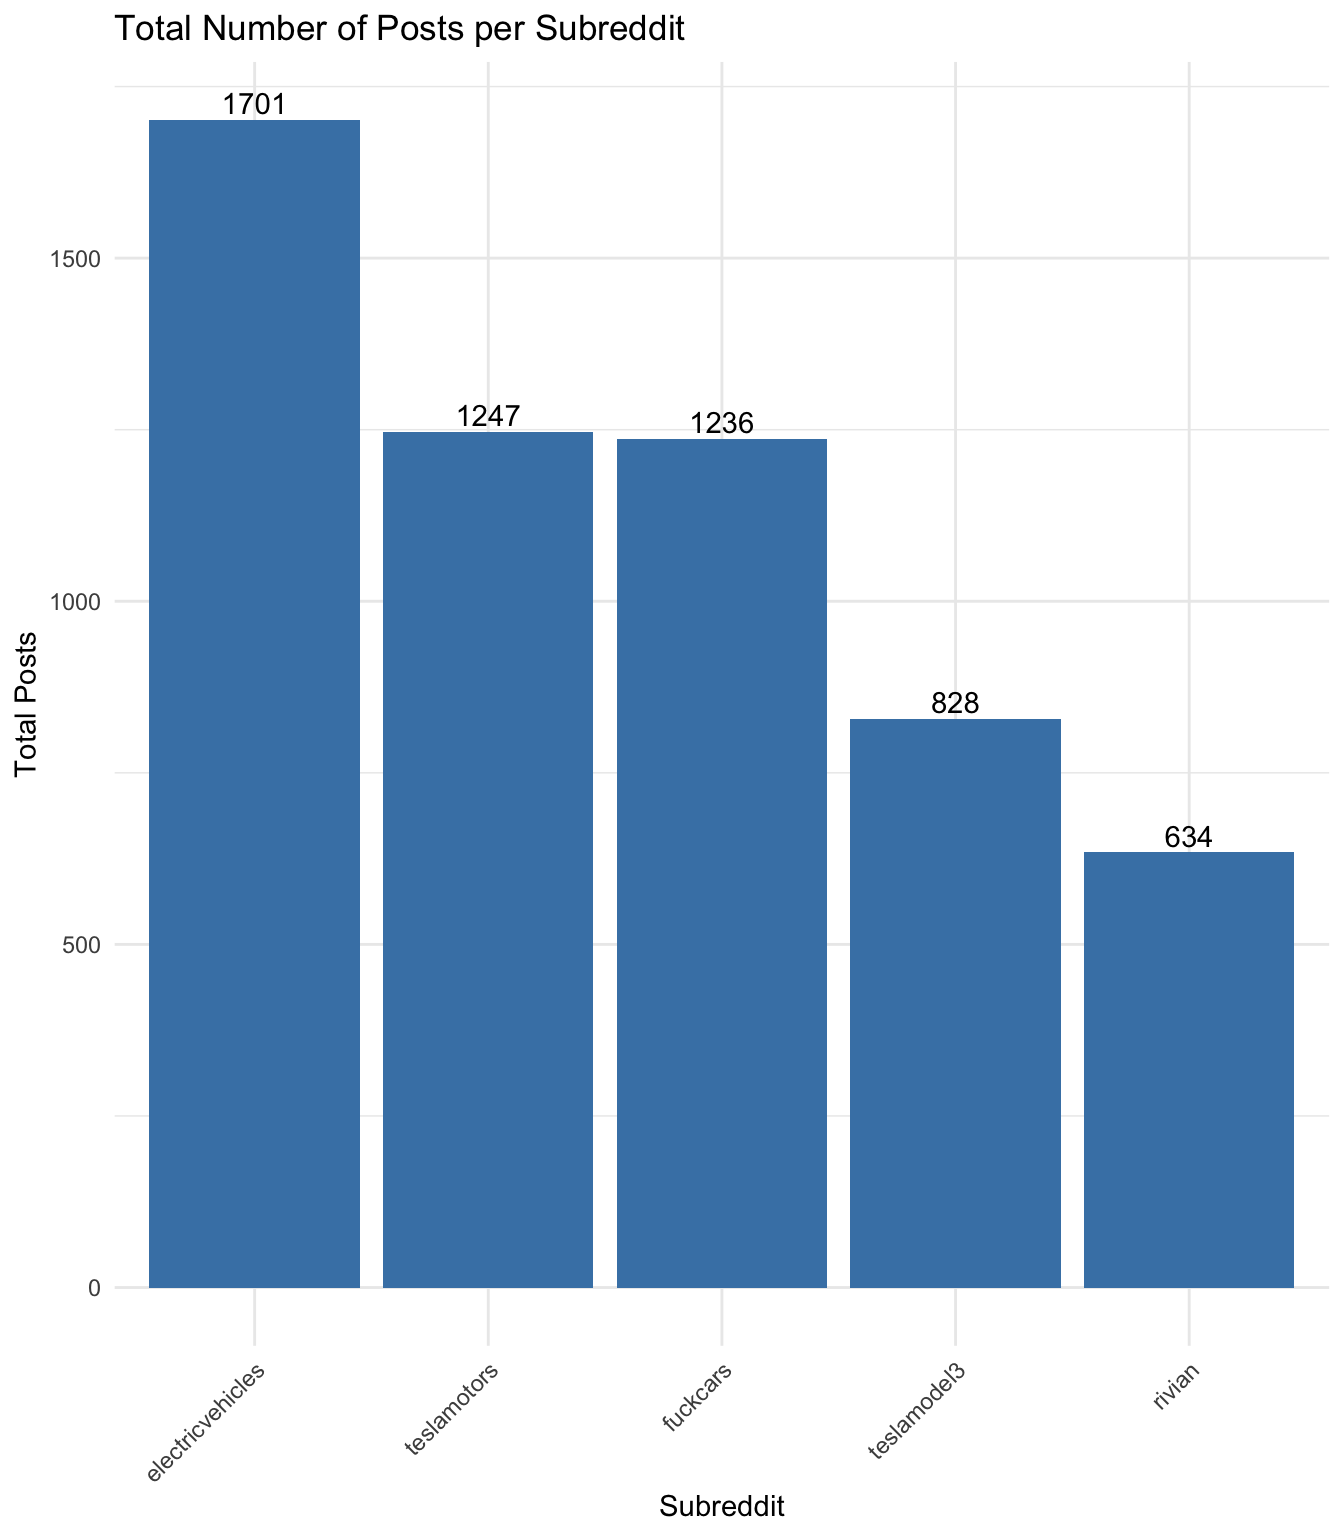 Total Number of Posts per Subreddit
1701
1500
1247
1236
1000
Total Posts
828
634
500
0
electricvehicles
teslamotors
fuckcars
teslamodel3
rivian
Subreddit